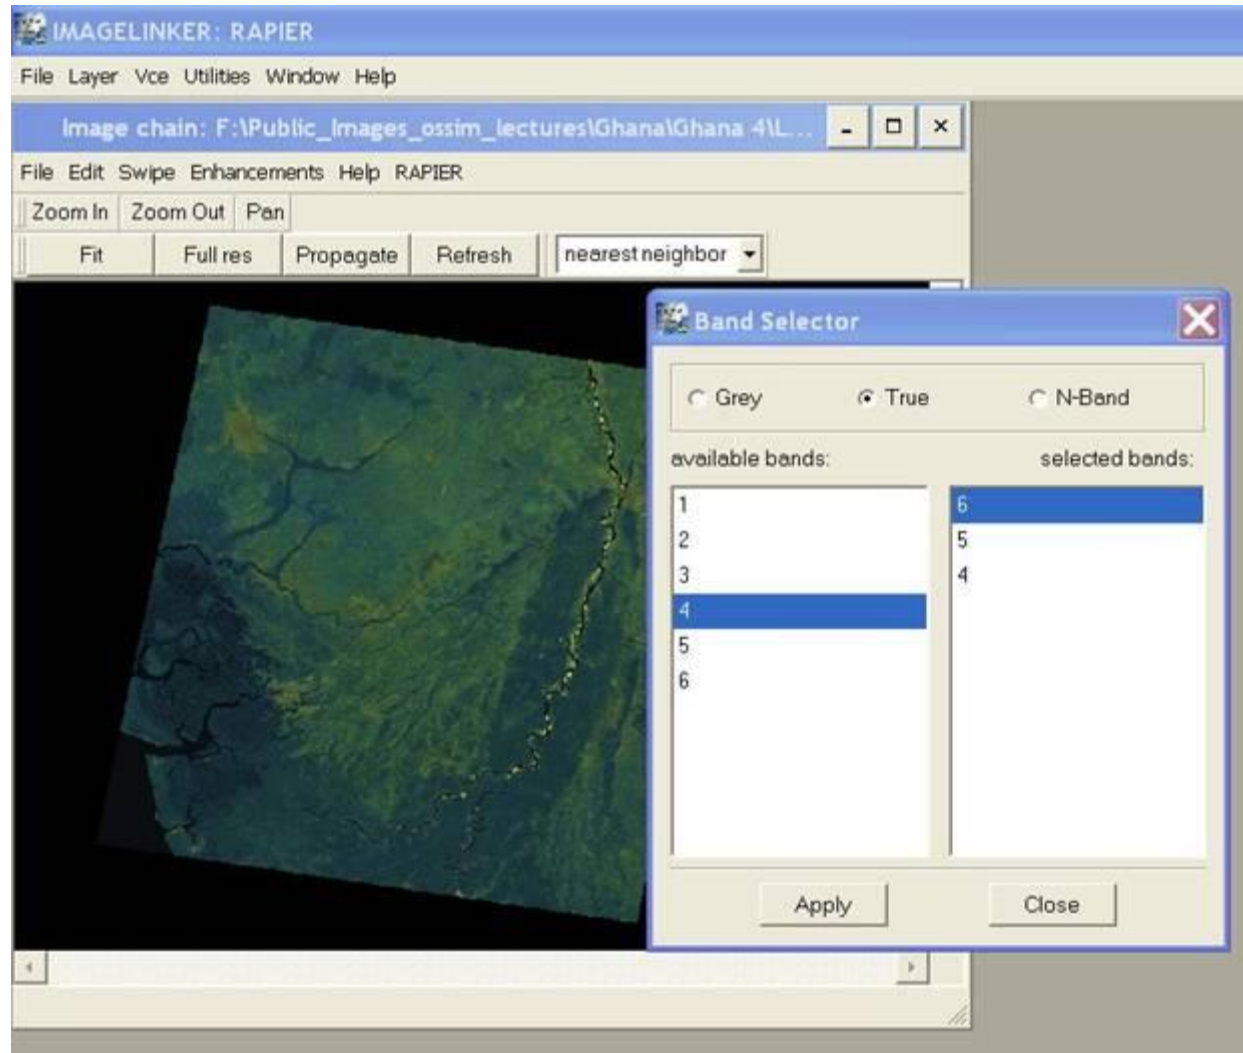 IMAGELINKER: RAPIER
File Layer Vce Utilities Window Help
Image chain: F:\Public_Images_ossim_lectures\Ghana\Ghana 4\L...
File Edit Swipe Enhancements Help RAPIER
Zoom In Zoom Out Pan
Fit Full res Propagate Refresh nearest neighbor
Band Selector
Grey True N-Band
available bands: selected bands:
1 6
2 5
3 4
4
5
6
Apply Close